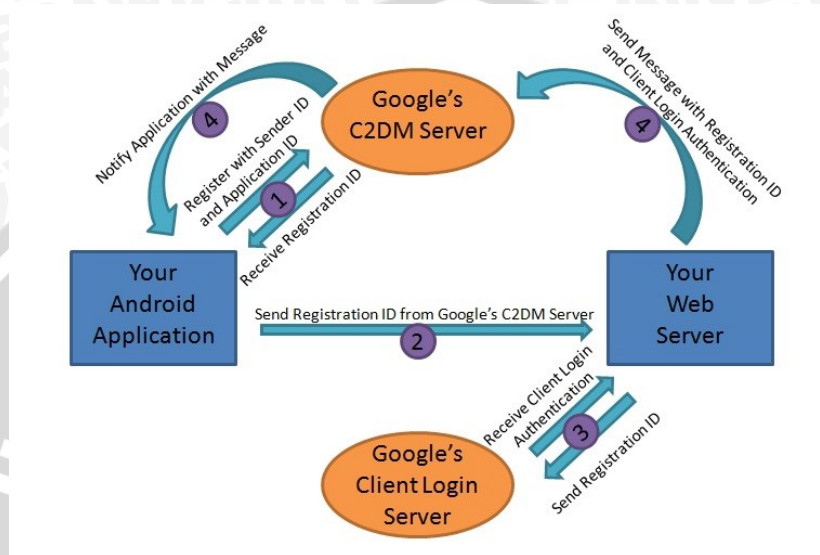 Notify Application with Message
4
Register with Sender ID
and Application ID
1
Receive Registration ID
Google's
C2DM Server
Send Message with Registration ID
and Client Login Authentication
4
Your
Android
Application
Send Registration ID from Google's C2DM Server
2
Your
Web
Server
Receive Client Login
Authentication
3
Send Registration ID
Google's
Client Login
Server